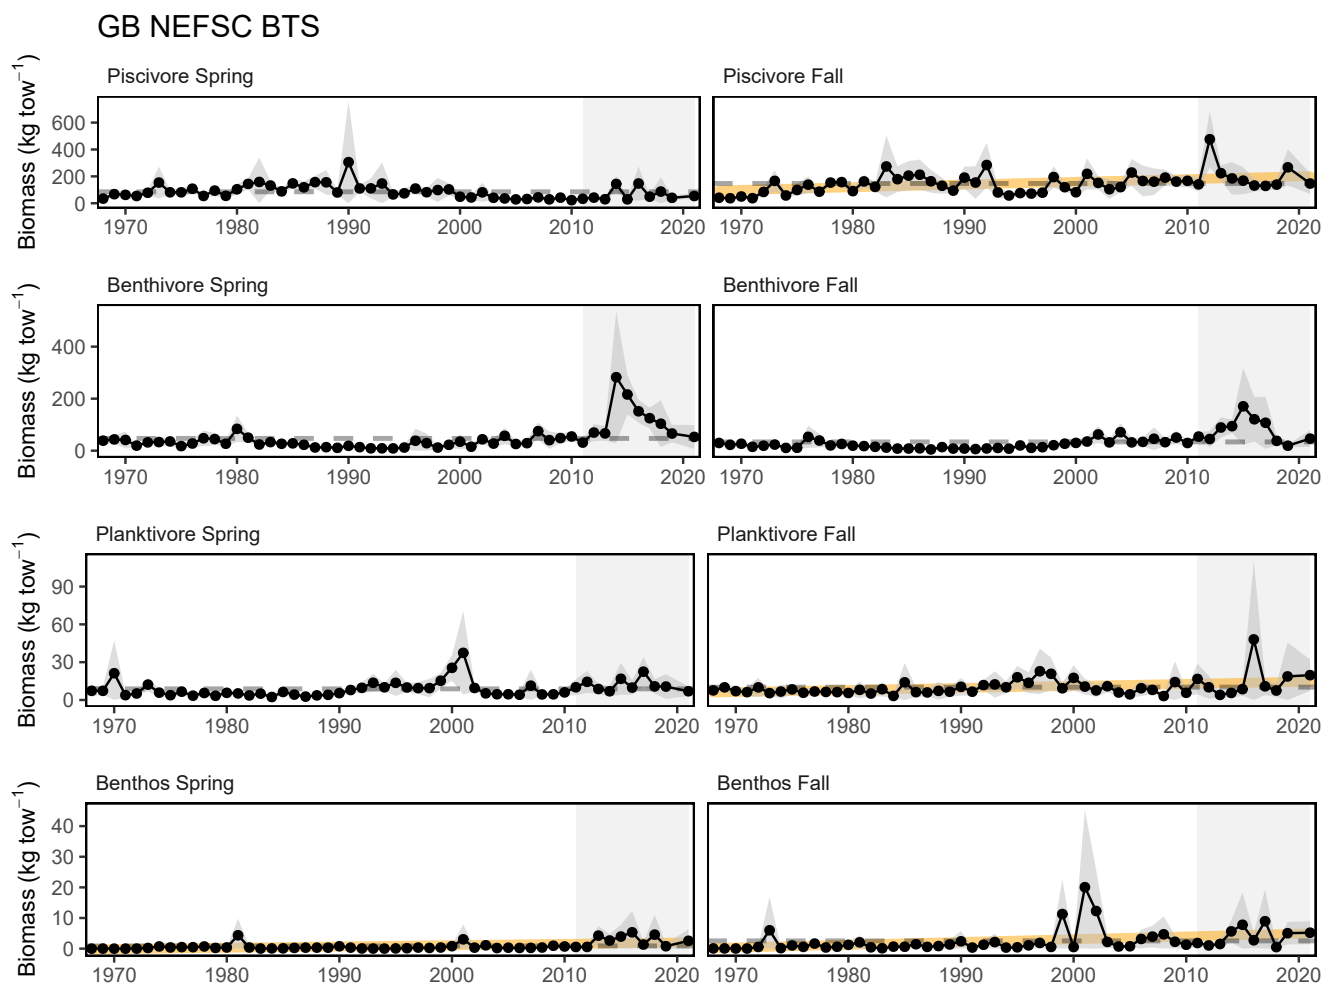 GB NEFSC BTS
Piscivore Spring
Piscivore Fall
Biomass (kg tow⁻¹)
600
400
200
0
1970 1980 1990 2000 2010 2020
1970 1980 1990 2000 2010 2020
Benthivore Spring
Benthivore Fall
Biomass (kg tow⁻¹)
400
200
0
1970 1980 1990 2000 2010 2020
1970 1980 1990 2000 2010 2020
Planktivore Spring
Planktivore Fall
Biomass (kg tow⁻¹)
90
60
30
0
1970 1980 1990 2000 2010 2020
1970 1980 1990 2000 2010 2020
Benthos Spring
Benthos Fall
Biomass (kg tow⁻¹)
40
30
20
10
0
1970 1980 1990 2000 2010 2020
1970 1980 1990 2000 2010 2020